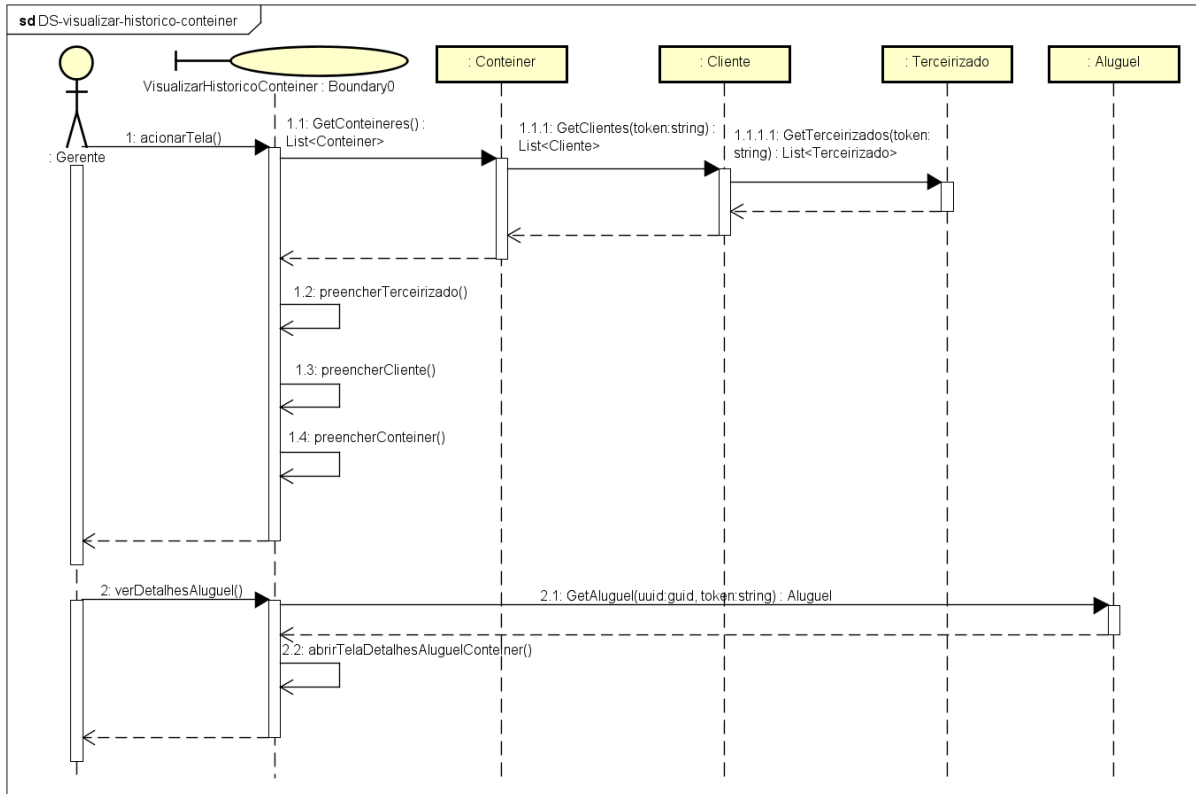 sd DS-visualizar-historico-conteiner
: Conteiner
: Cliente
: Terceirizado
: Aluguel
VisualizarHistoricoConteiner : Boundary0
: Gerente
1: acionarTela()
1.1: GetConteineres() :
List<Conteiner>
1.1.1: GetClientes(token:string) :
List<Cliente>
1.1.1.1: GetTerceirizados(token:
string) : List<Terceirizado>
1.2: preencherTerceirizado()
1.3: preencherCliente()
1.4: preencherConteiner()
2: verDetalhesAluguel()
2.1: GetAluguel(uuid:guid, token:string) : Aluguel
2.2: abrirTelaDetalhesAluguelConteiner()